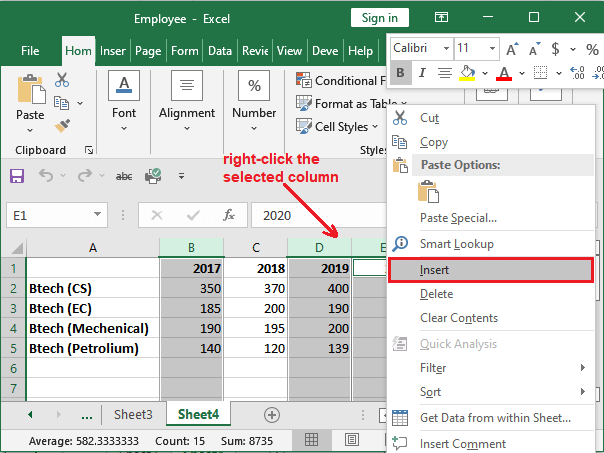 Employee - Excel
Sign in
File Hom Inser Page Form Data Revie View Deve Help
Calibri 11 A A $ %
B I A .00
Paste
Clipboard
A
Font
Alignment
%
Number
Conditional F
Format as Table
Cell Styles
Styles
abc
right-click the
selected column
E1
fx
2020
A B C D E
1 2017 2018 2019
2 Btech (CS) 350 370 400
3 Btech (EC) 185 200 190
4 Btech (Mechenical) 190 195 200
5 Btech (Petrolium) 140 120 139
6
7
... Sheet3 Sheet4
Average: 582.3333333 Count: 15 Sum: 8735
Cut
Copy
Paste Options:
Paste Special...
Smart Lookup
Insert
Delete
Clear Contents
Quick Analysis
Filter
Sort
Get Data from within Sheet...
Insert Comment